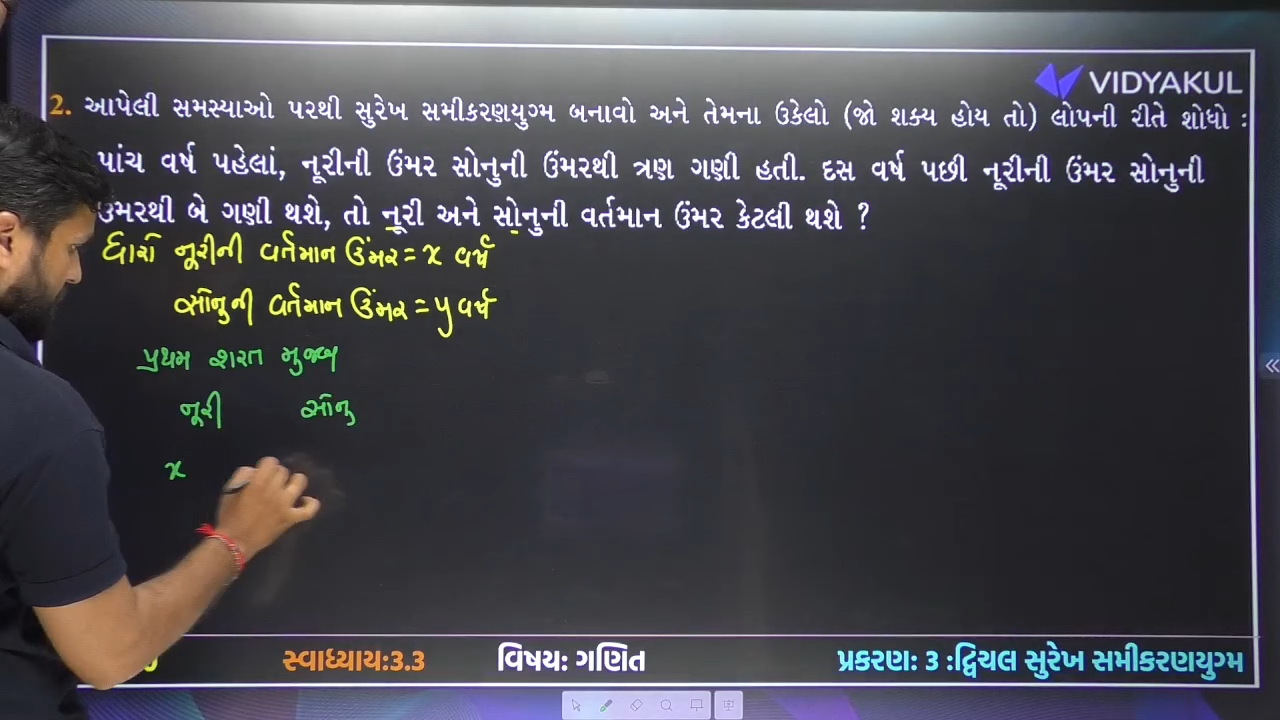 VIDYAKUL
2. આપેલી સમસ્યાઓ પરથી સુરેખ સમીકરણયુગ્મ બનાવો અને તેમના ઉકેલો (જો શક્ય હોય તો) લોપની રીતે શોધો :
પાંચ વર્ષ પહેલાં, નૂરીની ઉંમર સોનુની ઉંમરથી ત્રણ ગણી હતી. દસ વર્ષ પછી નૂરીની ઉંમર સોનુની
ઉંમરથી બે ગણી થશે, તો નૂરી અને સોનુની વર્તમાન ઉંમર કેટલી થશે ?
ધારો નૂરીની વર્તમાન ઉંમર = x વર્ષ
સોનુની વર્તમાન ઉંમર = y વર્ષ
પ્રથમ શરત મુજબ
નૂરી સોનુ
x
સ્વાધ્યાય:3.3 વિષય: ગણિત પ્રકરણ: 3 :દ્વિચલ સુરેખ સમીકરણયુગ્મ